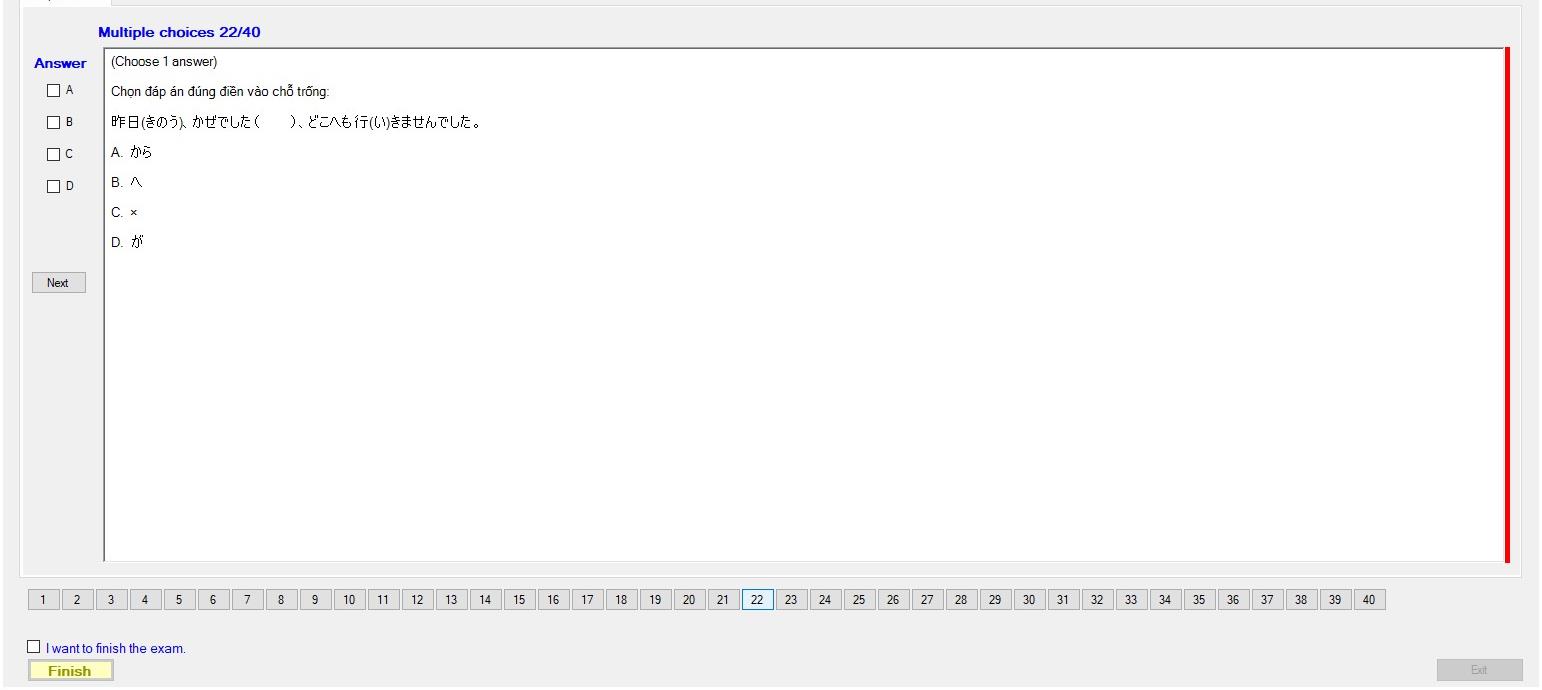 Multiple choices 22/40
Answer
(Choose 1 answer)
A
Chọn đáp án đúng điền vào chỗ trống:
B
昨日(きのう)、かぜでした(　　)、どこへも行(い)きませんでした。
C
A. から
D
B. へ
C. ×
D. が
Next
1 2 3 4 5 6 7 8 9 10 11 12 13 14 15 16 17 18 19 20 21 22 23 24 25 26 27 28 29 30 31 32 33 34 35 36 37 38 39 40
I want to finish the exam.
Finish
Exit